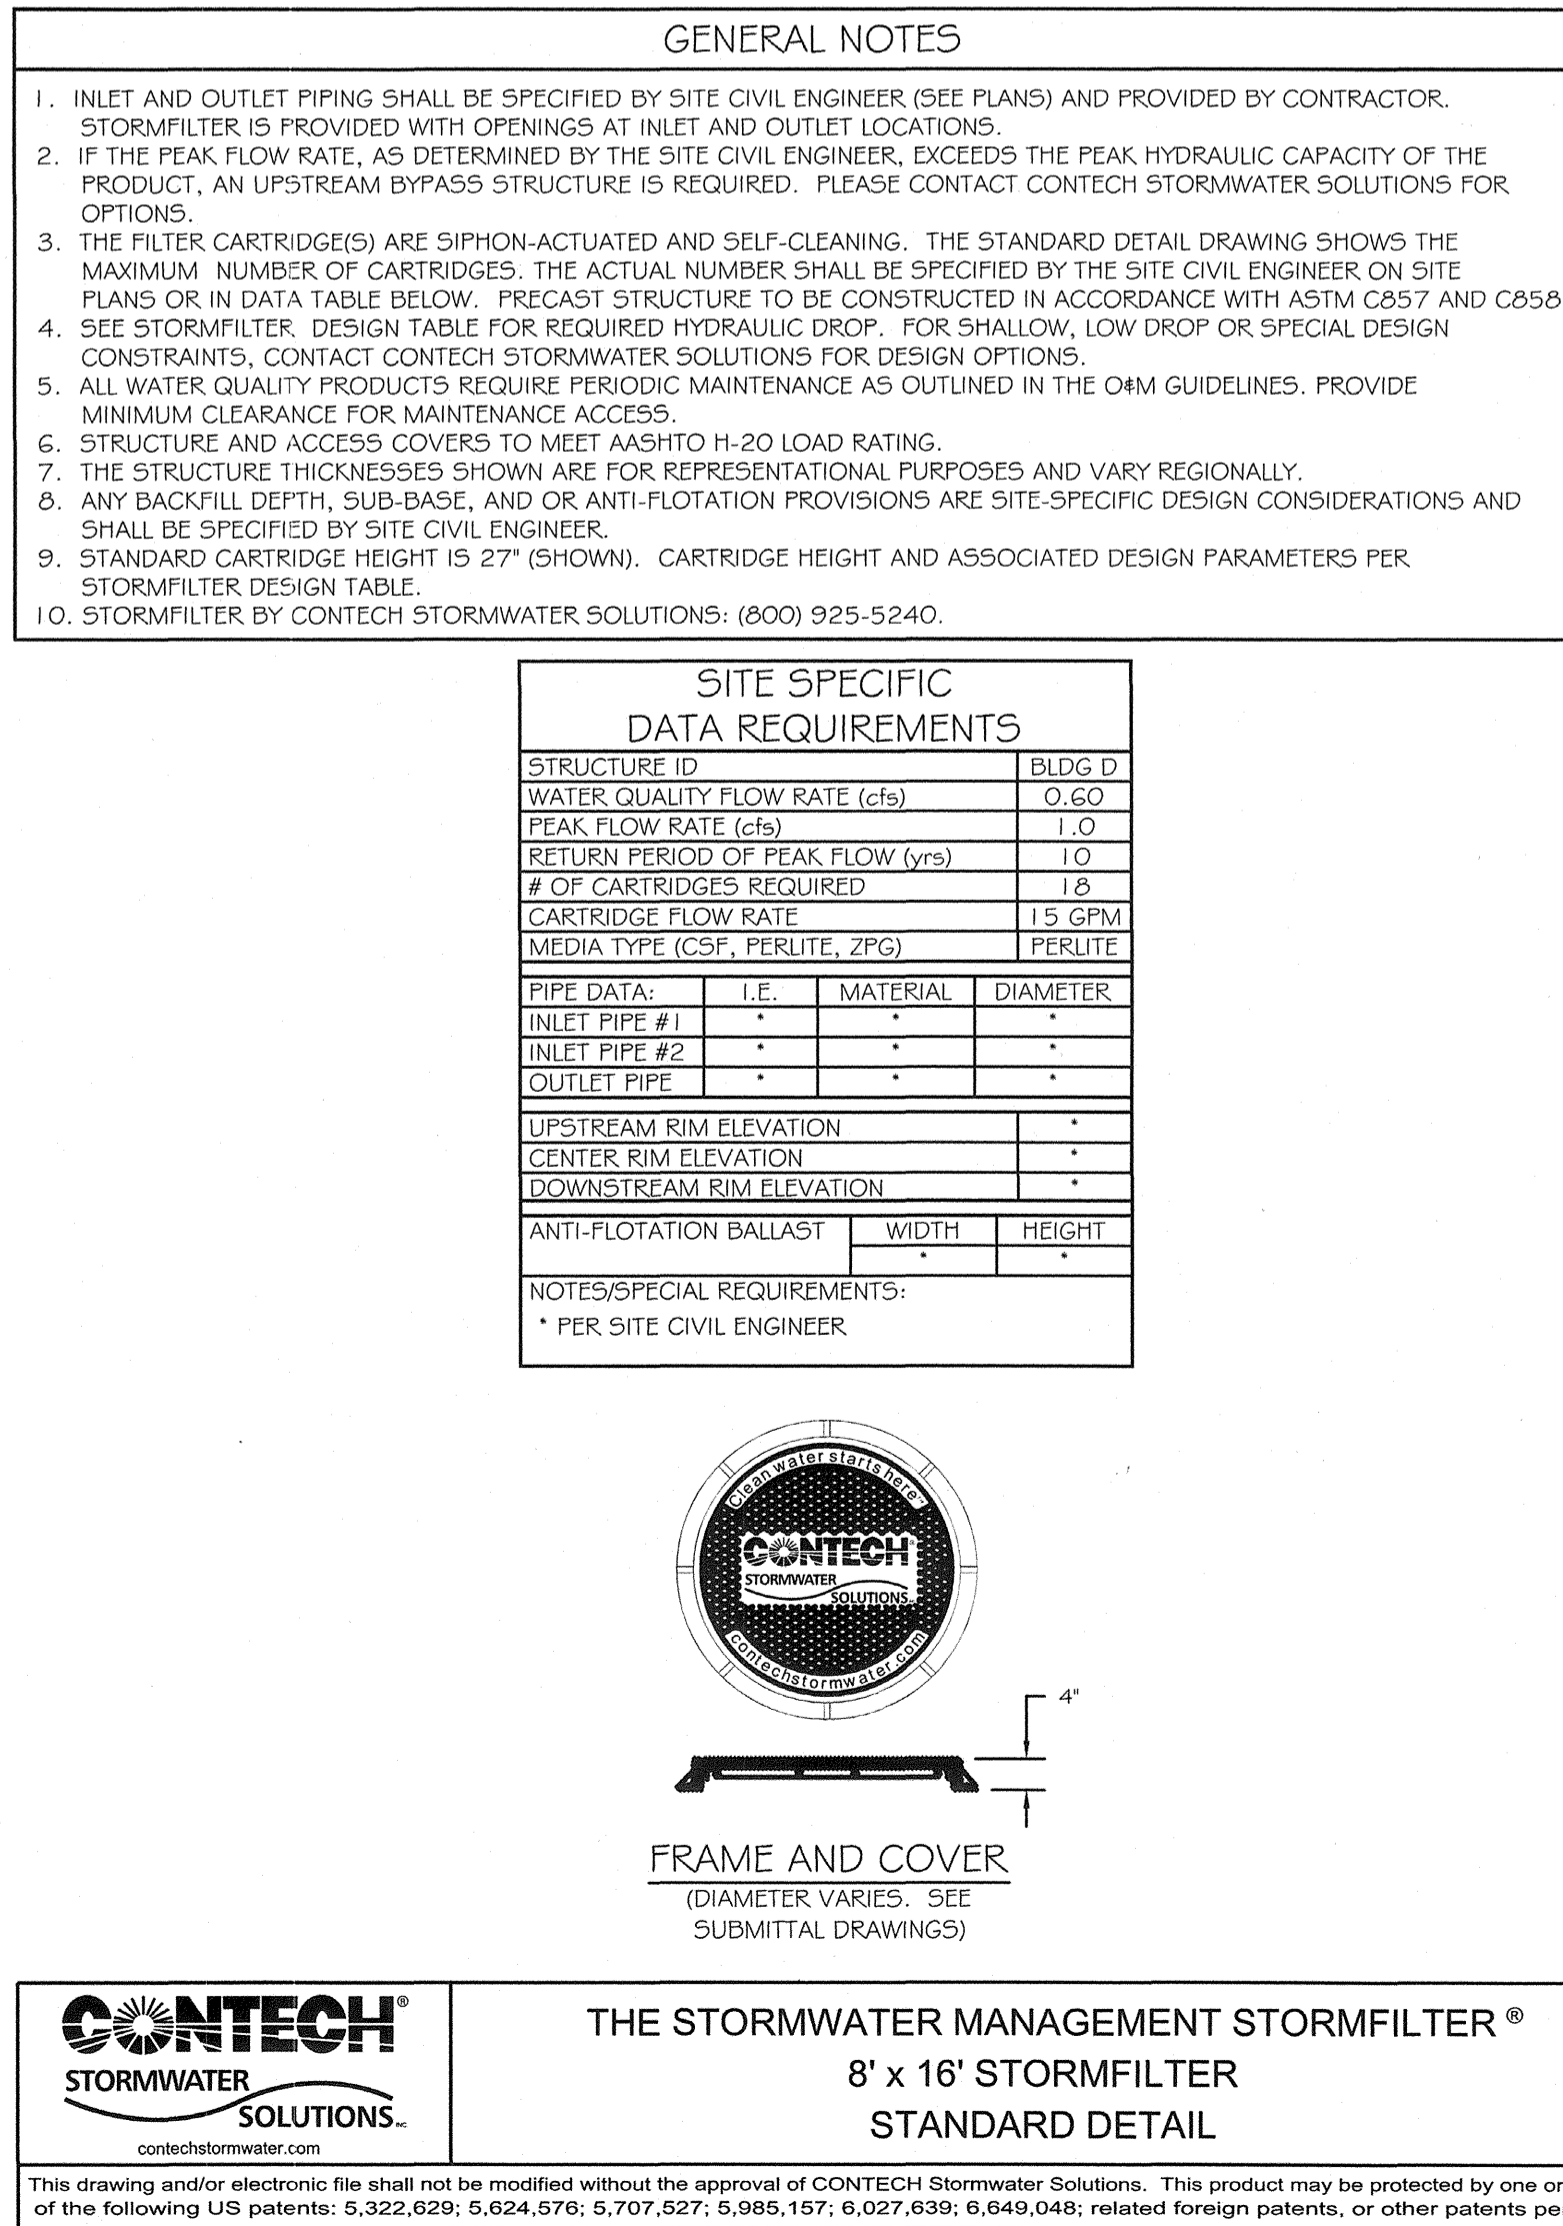 GENERAL NOTES
1. INLET AND OUTLET PIPING SHALL BE SPECIFIED BY SITE CIVIL ENGINEER (SEE PLANS) AND PROVIDED BY CONTRACTOR.
STORMFILTER IS PROVIDED WITH OPENINGS AT INLET AND OUTLET LOCATIONS.
2. IF THE PEAK FLOW RATE, AS DETERMINED BY THE SITE CIVIL ENGINEER, EXCEEDS THE PEAK HYDRAULIC CAPACITY OF THE
PRODUCT, AN UPSTREAM BYPASS STRUCTURE IS REQUIRED. PLEASE CONTACT CONTECH STORMWATER SOLUTIONS FOR
OPTIONS.
3. THE FILTER CARTRIDGE(S) ARE SIPHON-ACTUATED AND SELF-CLEANING. THE STANDARD DETAIL DRAWING SHOWS THE
MAXIMUM NUMBER OF CARTRIDGES. THE ACTUAL NUMBER SHALL BE SPECIFIED BY THE SITE CIVIL ENGINEER ON SITE
PLANS OR IN DATA TABLE BELOW. PRECAST STRUCTURE TO BE CONSTRUCTED IN ACCORDANCE WITH ASTM C857 AND C858
4. SEE STORMFILTER DESIGN TABLE FOR REQUIRED HYDRAULIC DROP. FOR SHALLOW, LOW DROP OR SPECIAL DESIGN
CONSTRAINTS, CONTACT CONTECH STORMWATER SOLUTIONS FOR DESIGN OPTIONS.
5. ALL WATER QUALITY PRODUCTS REQUIRE PERIODIC MAINTENANCE AS OUTLINED IN THE O&M GUIDELINES. PROVIDE
MINIMUM CLEARANCE FOR MAINTENANCE ACCESS.
6. STRUCTURE AND ACCESS COVERS TO MEET AASHTO H-20 LOAD RATING.
7. THE STRUCTURE THICKNESSES SHOWN ARE FOR REPRESENTATIONAL PURPOSES AND VARY REGIONALLY.
8. ANY BACKFILL DEPTH, SUB-BASE, AND OR ANTI-FLOTATION PROVISIONS ARE SITE-SPECIFIC DESIGN CONSIDERATIONS AND
SHALL BE SPECIFIED BY SITE CIVIL ENGINEER.
9. STANDARD CARTRIDGE HEIGHT IS 27" (SHOWN). CARTRIDGE HEIGHT AND ASSOCIATED DESIGN PARAMETERS PER
STORMFILTER DESIGN TABLE.
10. STORMFILTER BY CONTECH STORMWATER SOLUTIONS: (800) 925-5240.
SITE SPECIFIC
DATA REQUIREMENTS
STRUCTURE ID BLDG D
WATER QUALITY FLOW RATE (cfs) 0.60
PEAK FLOW RATE (cfs) 1.0
RETURN PERIOD OF PEAK FLOW (yrs) 10
# OF CARTRIDGES REQUIRED 18
CARTRIDGE FLOW RATE 15 GPM
MEDIA TYPE (CSF, PERLITE, ZPG) PERLITE
PIPE DATA: I.E. MATERIAL DIAMETER
INLET PIPE #1 * * *
INLET PIPE #2 * * *
OUTLET PIPE * * *
UPSTREAM RIM ELEVATION *
CENTER RIM ELEVATION *
DOWNSTREAM RIM ELEVATION *
ANTI-FLOTATION BALLAST WIDTH HEIGHT
* *
NOTES/SPECIAL REQUIREMENTS:
* PER SITE CIVIL ENGINEER
Clean water starts here™
CONTECH®
STORMWATER
SOLUTIONS
contechstormwater.com
4"
FRAME AND COVER
(DIAMETER VARIES. SEE
SUBMITTAL DRAWINGS)
CONTECH®
STORMWATER
SOLUTIONS INC.
contechstormwater.com
THE STORMWATER MANAGEMENT STORMFILTER ®
8' x 16' STORMFILTER
STANDARD DETAIL
This drawing and/or electronic file shall not be modified without the approval of CONTECH Stormwater Solutions. This product may be protected by one or
of the following US patents: 5,322,629; 5,624,576; 5,707,527; 5,985,157; 6,027,639; 6,649,048; related foreign patents, or other patents pe